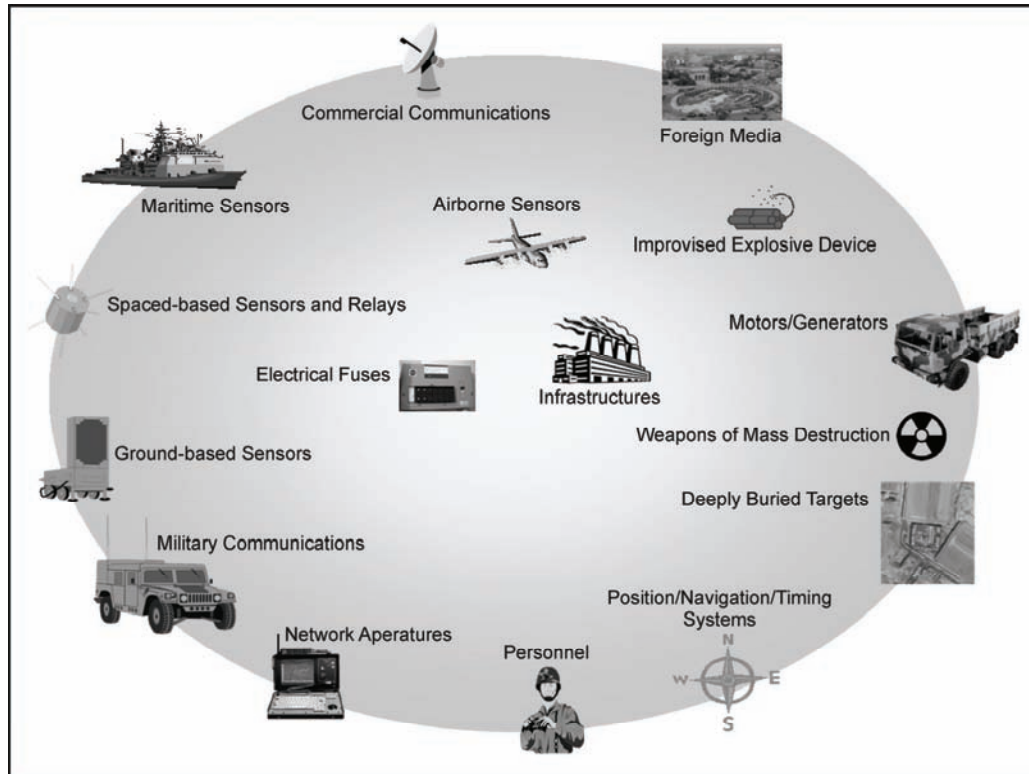 Commercial Communications
Foreign Media
Maritime Sensors
Airborne Sensors
Improvised Explosive Device
Spaced-based Sensors and Relays
Motors/Generators
Electrical Fuses
Infrastructures
Weapons of Mass Destruction
Ground-based Sensors
Deeply Buried Targets
Military Communications
Position/Navigation/Timing
Systems
Network Aperatures
Personnel
N
W
E
S